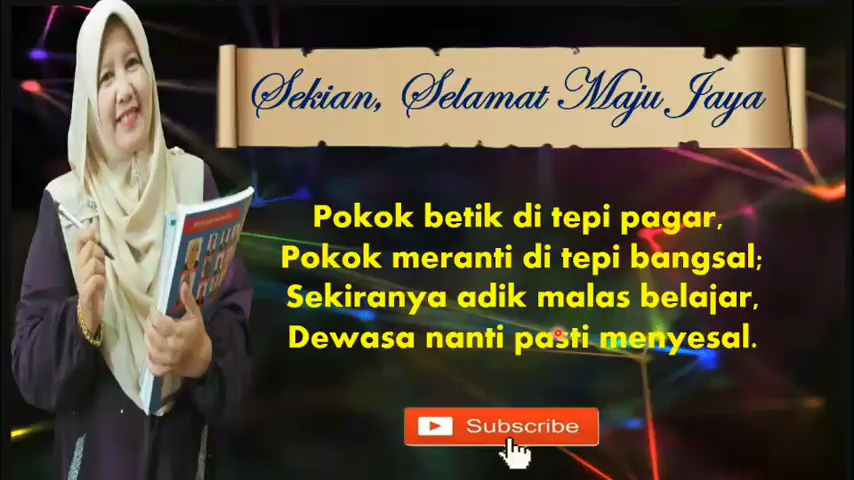 Sekian, Selamat Maju Jaya
Pokok betik di tepi pagar,
Pokok meranti di tepi bangsal;
Sekiranya adik malas belajar,
Dewasa nanti pasti menyesal.
Subscribe